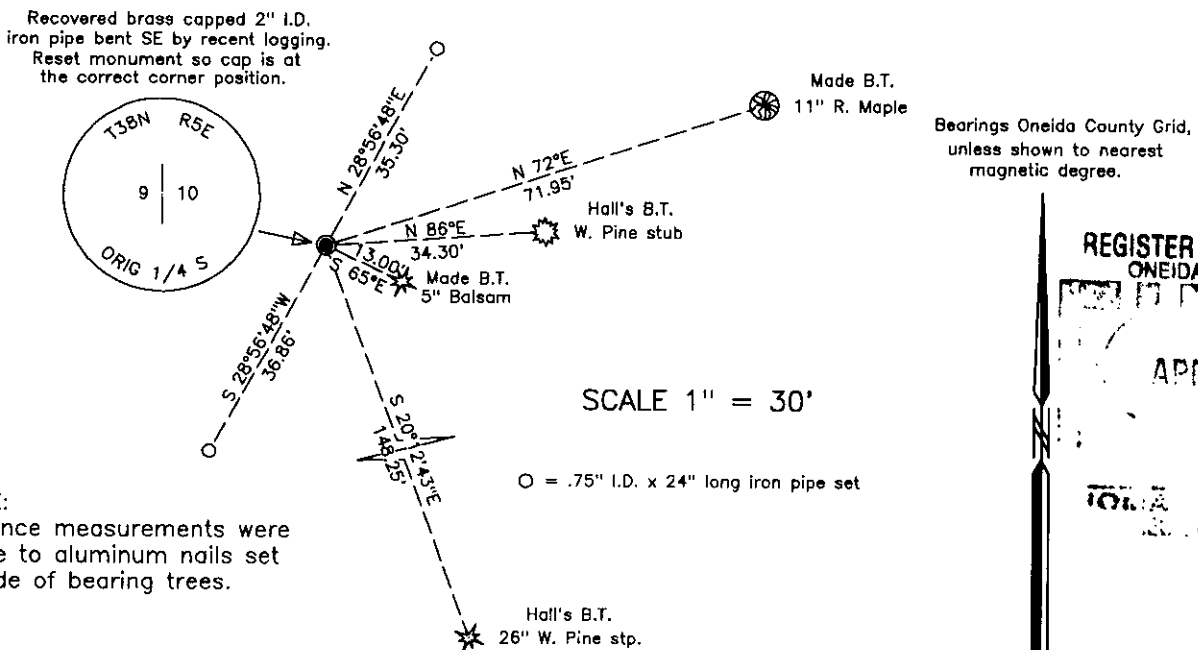 Recovered brass capped 2" I.D.
iron pipe bent SE by recent logging.
Reset monument so cap is at
the correct corner position.
T38N R5E
9 | 10
ORIG 1/4 S
N 28°56'48"E
35.30'
N 72°E
71.95'
Made B.T.
11" R. Maple
Bearings Oneida County Grid,
unless shown to nearest
magnetic degree.
N 86°E
34.30'
Hall's B.T.
W. Pine stub
13.00'
S 65°E
Made B.T.
5" Balsam
S 28°56'48"W
36.86'
S 20°12'43"E
148.25'
SCALE 1" = 30'
O = .75" I.D. x 24" long iron pipe set
REGISTER
ONEIDA
E:
nce measurements were
e to aluminum nails set
de of bearing trees.
Hall's B.T.
26" W. Pine stp.